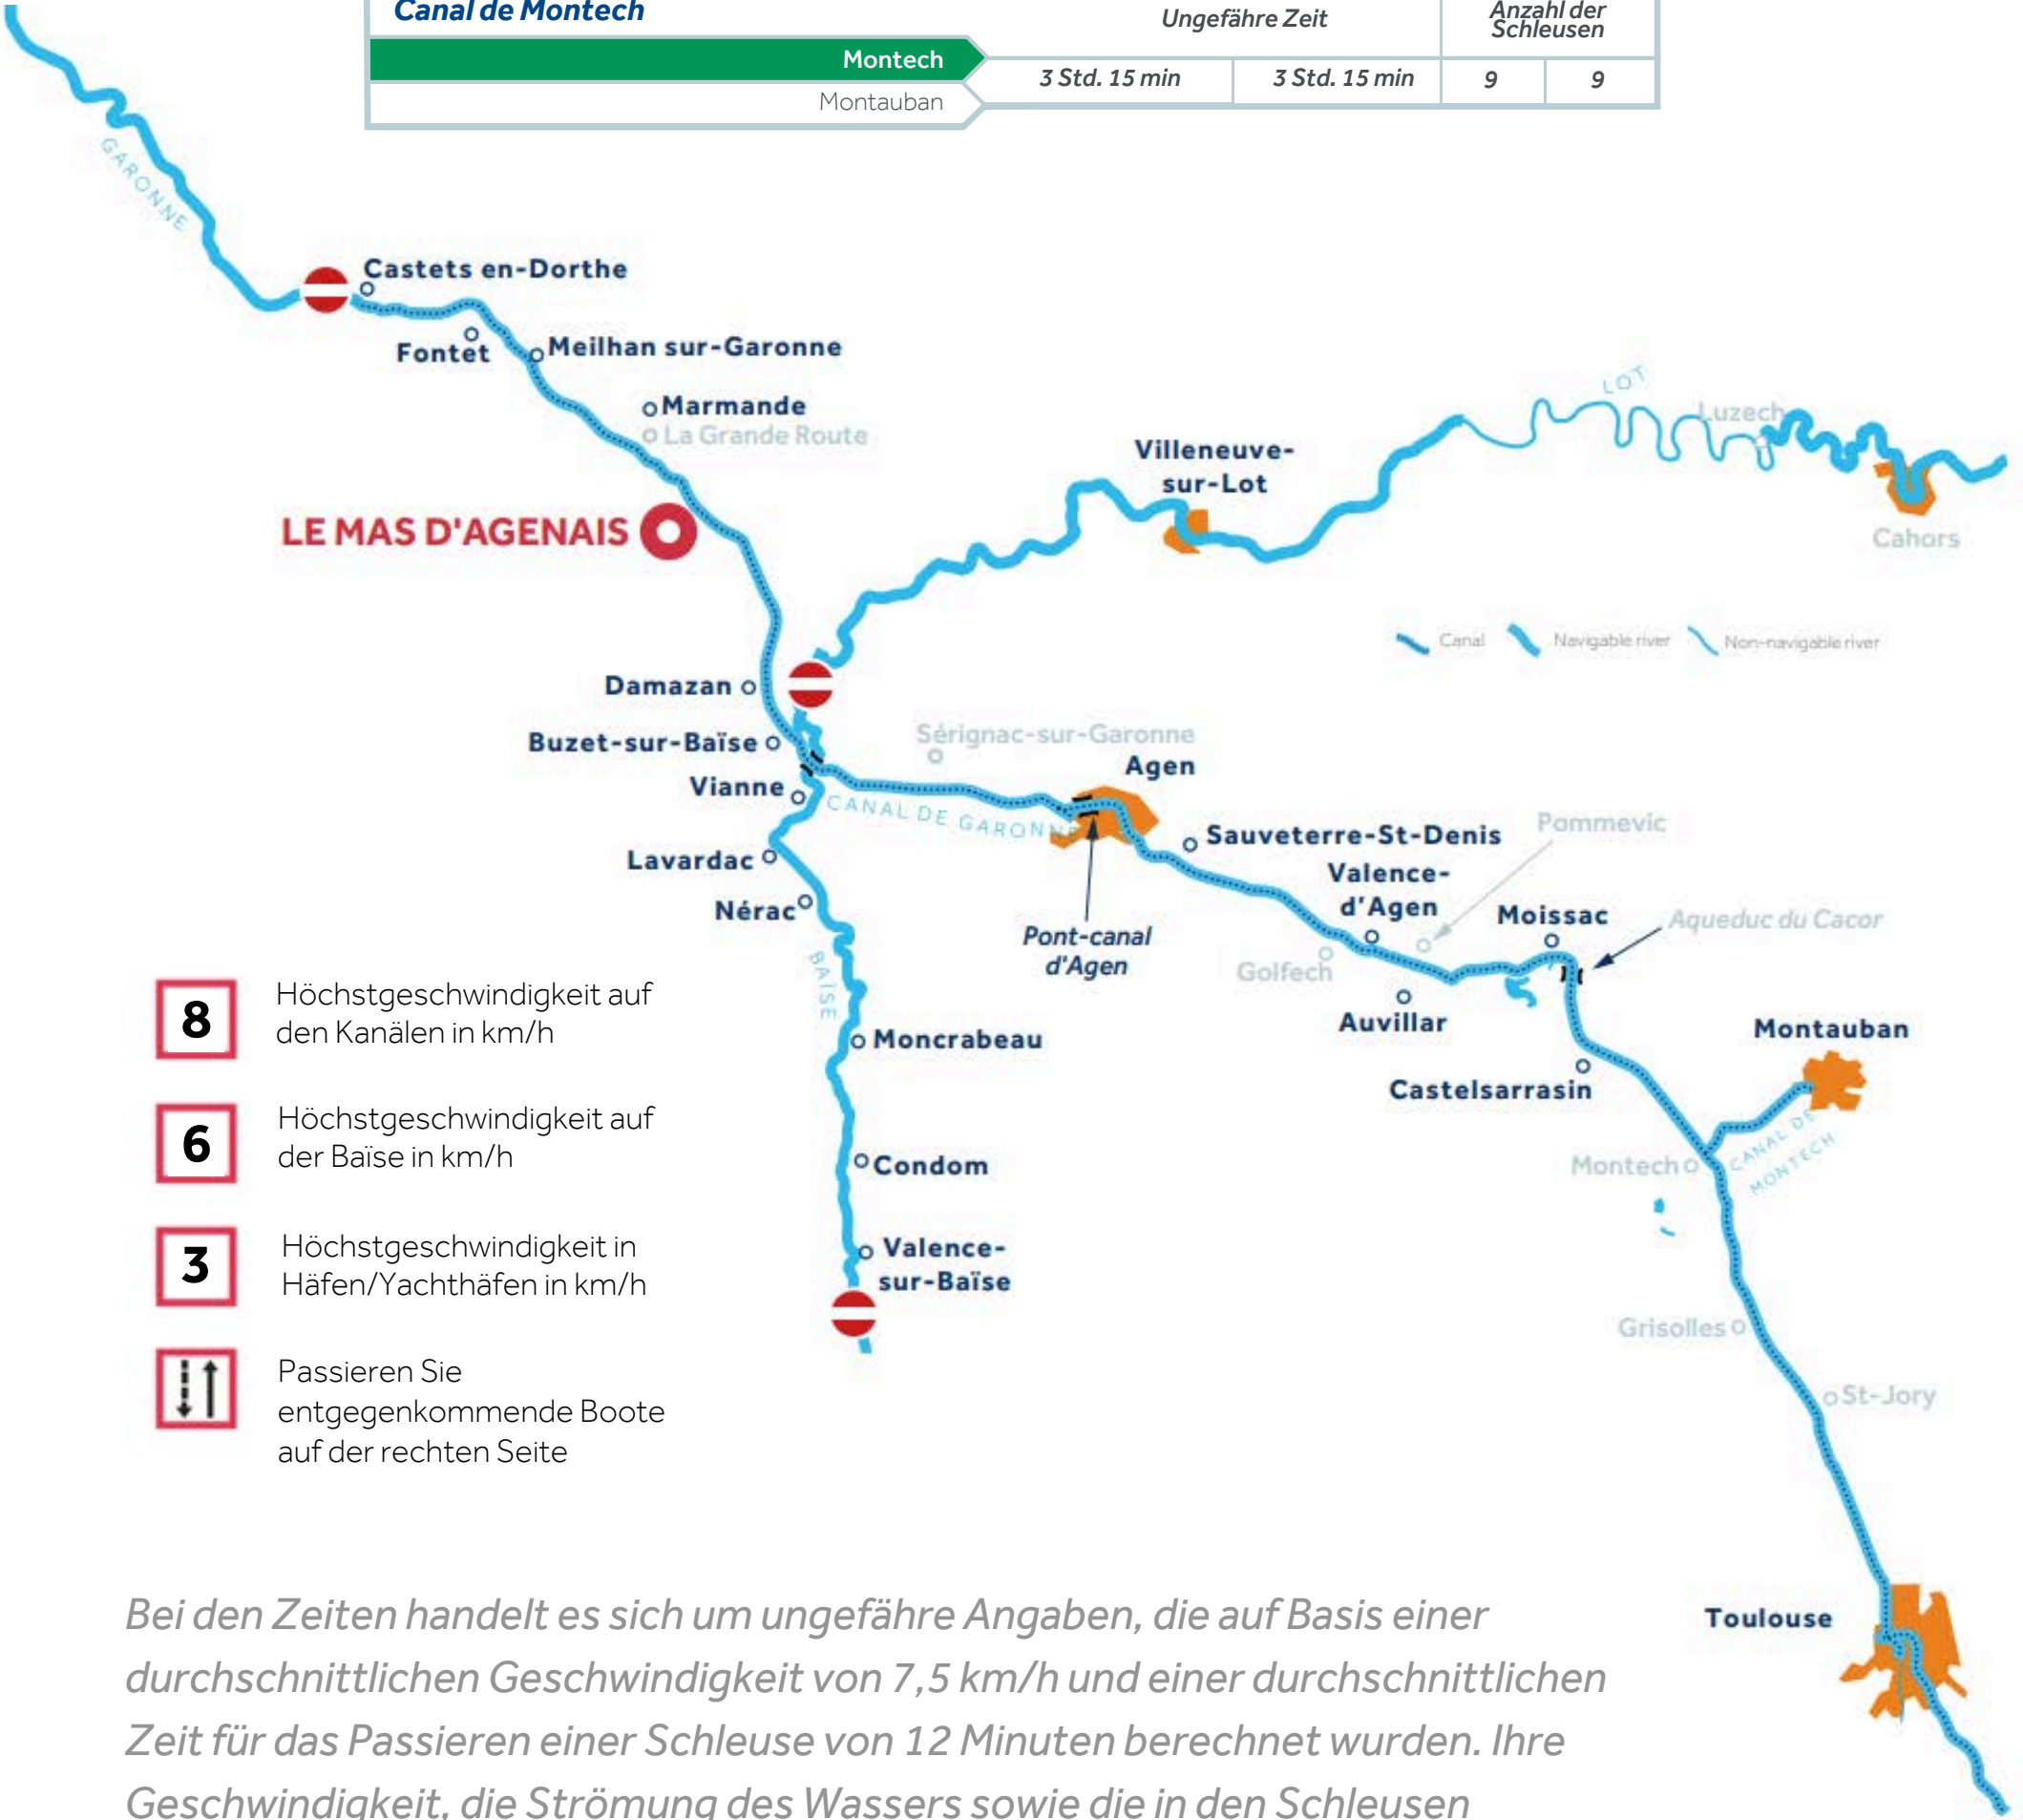 Canal de Montech
Ungefähre Zeit
Anzahl der
Schleusen
Montech
3 Std. 15 min
3 Std. 15 min
9
9
Montauban
GARONNE
Castets en-Dorthe
Fontet
Meilhan sur-Garonne
Marmande
La Grande Route
LOT
Luzech
Villeneuve-
sur-Lot
LE MAS D'AGENAIS
Cahors
Canal
Navigable river
Non-navigable river
Damazan
Sérignac-sur-Garonne
Buzet-sur-Baïse
Agen
Vianne
CANAL DE GARONNE
Pommevic
Sauveterre-St-Denis
Lavardac
Valence-
d'Agen
Nérac
Moissac
Aqueduc du Cacor
Pont-canal
d'Agen
Golfech
BAÏSE
8
Höchstgeschwindigkeit auf
den Kanälen in km/h
Auvillar
Montauban
Moncrabeau
Castelsarrasin
6
Höchstgeschwindigkeit auf
der Baïse in km/h
CANAL DE
MONTECH
Montech
Condom
3
Höchstgeschwindigkeit in
Häfen/Yachthäfen in km/h
Valence-
sur-Baïse
Grisolles
Passieren Sie
entgegenkommende Boote
auf der rechten Seite
St-Jory
Toulouse
Bei den Zeiten handelt es sich um ungefähre Angaben, die auf Basis einer
durchschnittlichen Geschwindigkeit von 7,5 km/h und einer durchschnittlichen
Zeit für das Passieren einer Schleuse von 12 Minuten berechnet wurden. Ihre
Geschwindigkeit, die Strömung des Wassers sowie die in den Schleusen